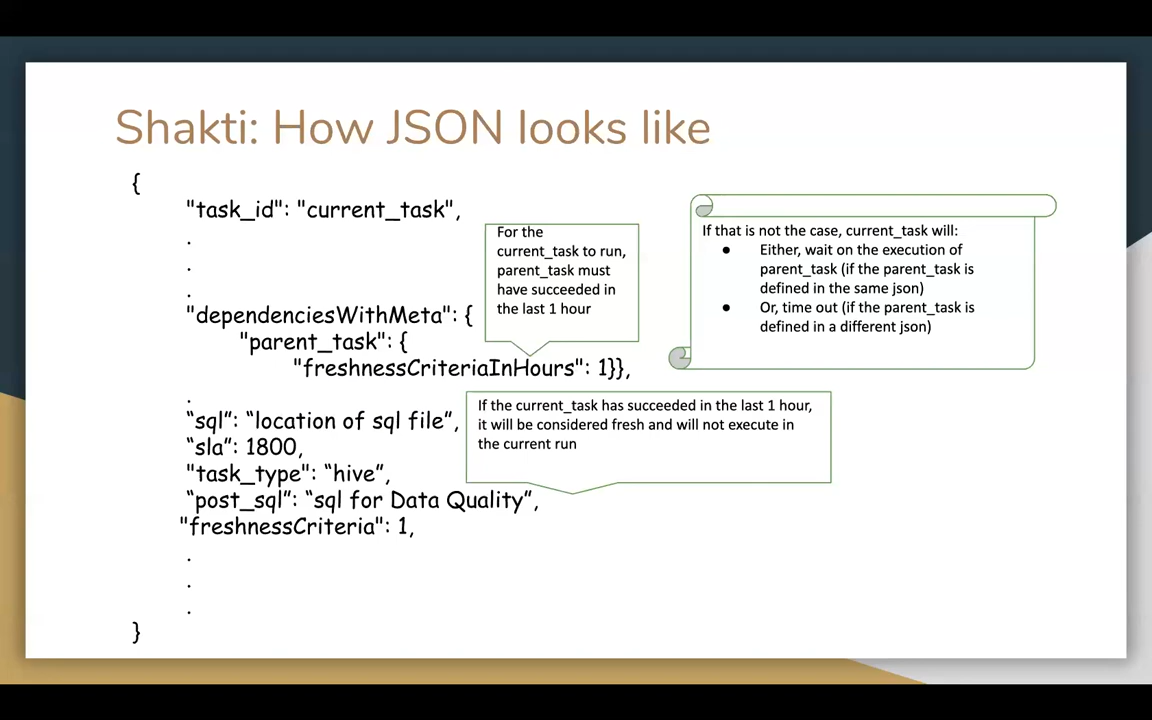 Shakti: How JSON looks like
{
"task_id": "current_task",
.
.
.
"dependenciesWithMeta": {
"parent_task": {
"freshnessCriteriaInHours": 1}},
.
“sql”: “location of sql file”,
“sla”: 1800,
"task_type": “hive”,
“post_sql”: “sql for Data Quality”,
"freshnessCriteria": 1,
.
.
.
}
For the
current_task to run,
parent_task must
have succeeded in
the last 1 hour
If that is not the case, current_task will:
● Either, wait on the execution of
parent_task (if the parent_task is
defined in the same json)
● Or, time out (if the parent_task is
defined in a different json)
If the current_task has succeeded in the last 1 hour,
it will be considered fresh and will not execute in
the current run